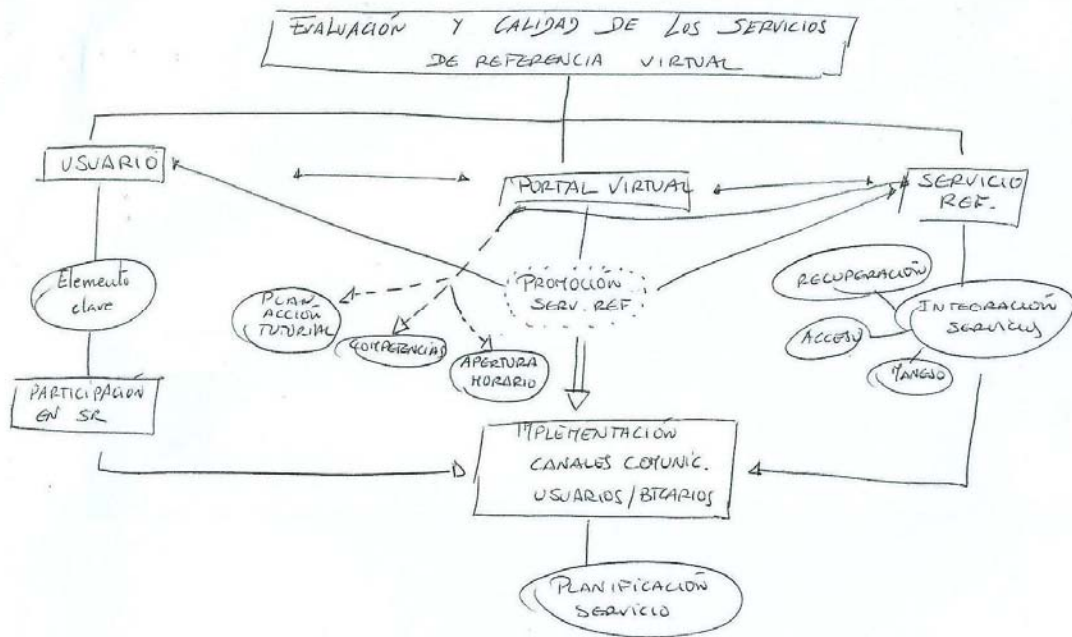 EVALUACIÓN Y CALIDAD DE LOS SERVICIOS
DE REFERENCIA VIRTUAL
USUARIO
PORTAL VIRTUAL
SERVICIO
REF.
Elemento
clave
PLAN
ACCIÓN
TUTORIAL
COMPETENCIAS
APERTURA
HORARIO
PROMOCIÓN
SERV. REF
RECUPERACIÓN
ACCESO
MANEJO
INTEGRACIÓN
SERVICIOS
PARTICIPACIÓN
EN SR
IMPLEMENTACIÓN
CANALES COMUNIC.
USUARIOS/BTCARIOS
PLANIFICACIÓN
SERVICIO